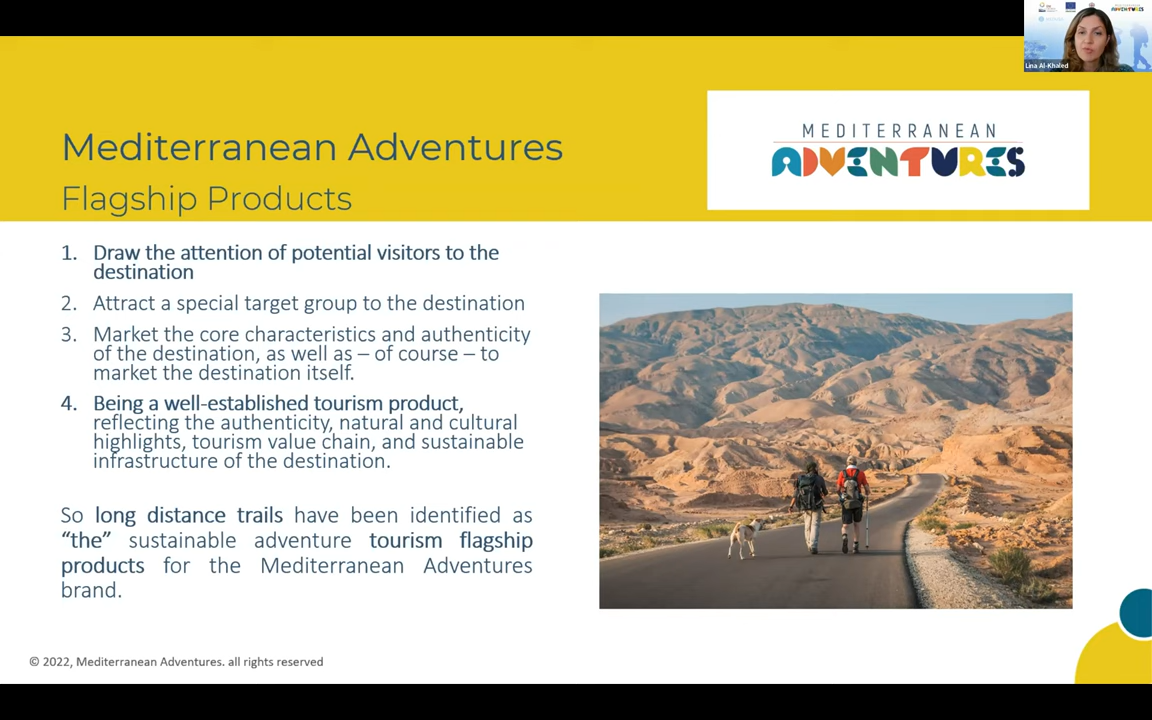 Lina Al-Khaled
Mediterranean Adventures
Flagship Products
MEDITERRANEAN
ADVENTURES
1. Draw the attention of potential visitors to the
destination
2. Attract a special target group to the destination
3. Market the core characteristics and authenticity
of the destination, as well as – of course – to
market the destination itself.
4. Being a well-established tourism product,
reflecting the authenticity, natural and cultural
highlights, tourism value chain, and sustainable
infrastructure of the destination.
So long distance trails have been identified as
“the” sustainable adventure tourism flagship
products for the Mediterranean Adventures
brand.
© 2022, Mediterranean Adventures. all rights reserved